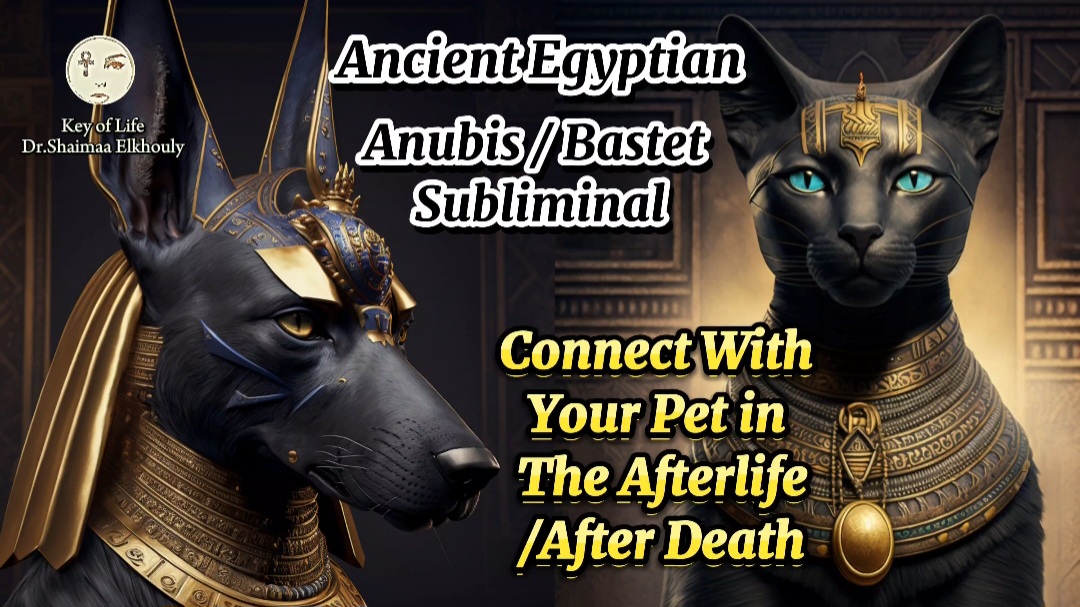 Key of Life
Dr.Shaimaa Elkhouly
Ancient Egyptian
Anubis / Bastet
Subliminal
Connect With
Your Pet in
The Afterlife
/After Death